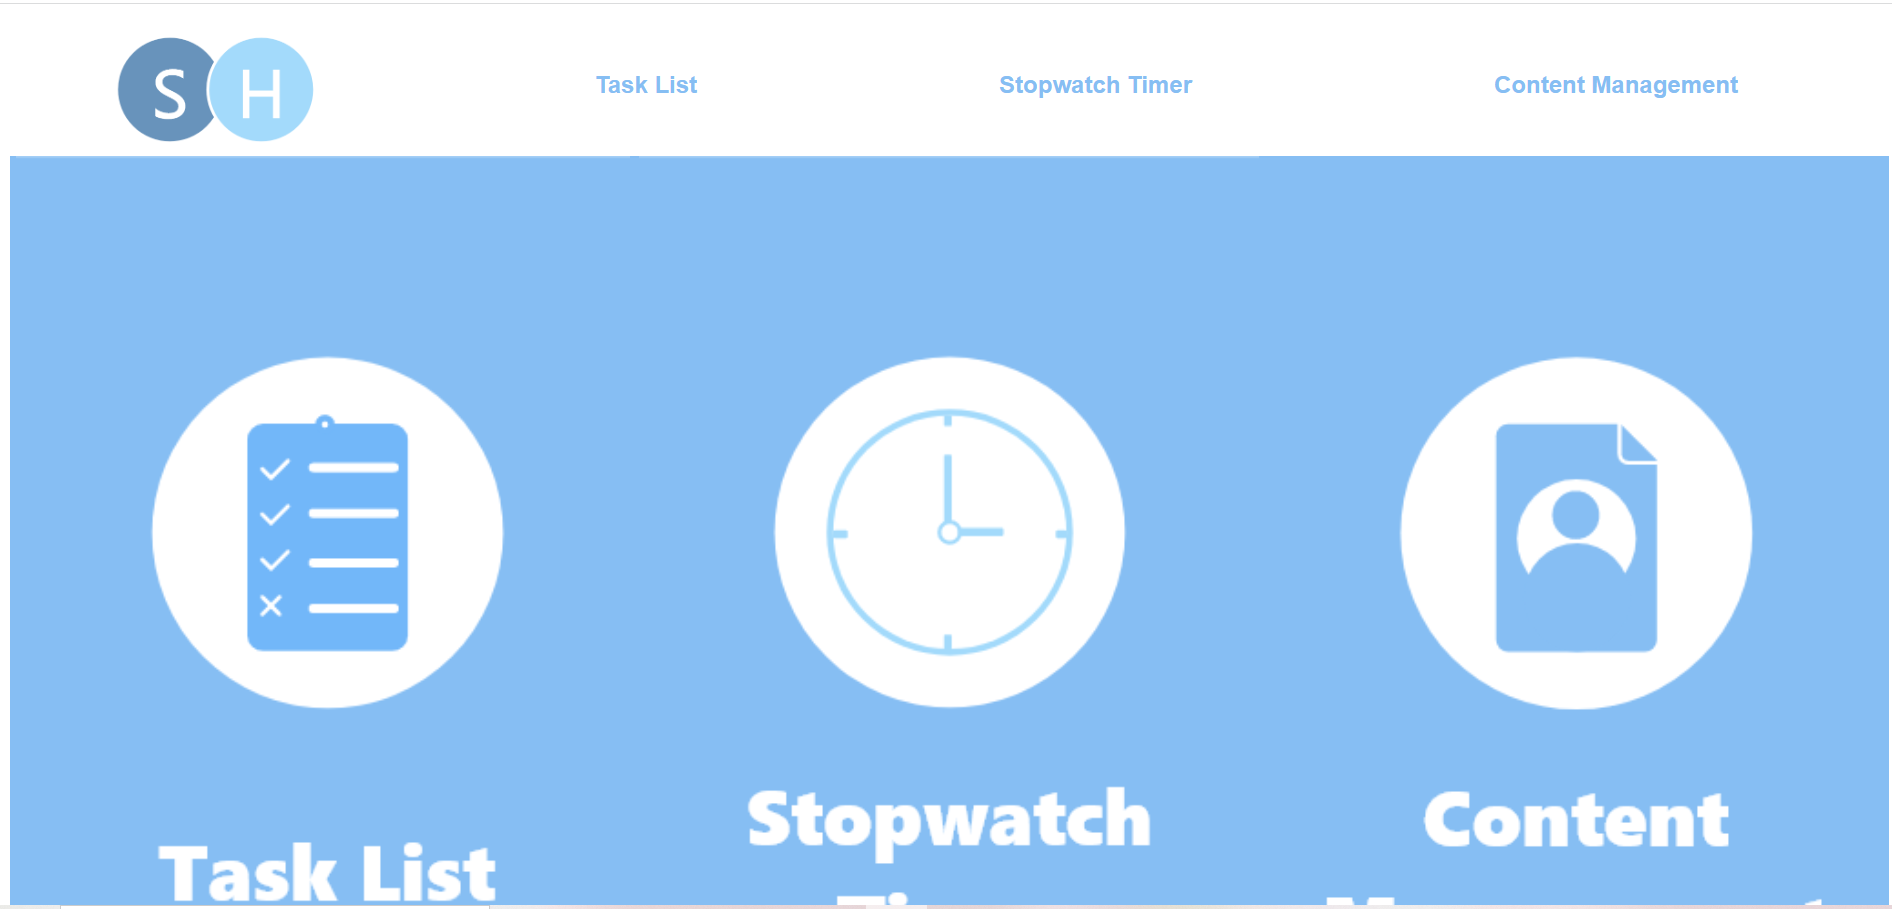 S H
Task List
Stopwatch Timer
Content Management
Stopwatch
Content
Task List